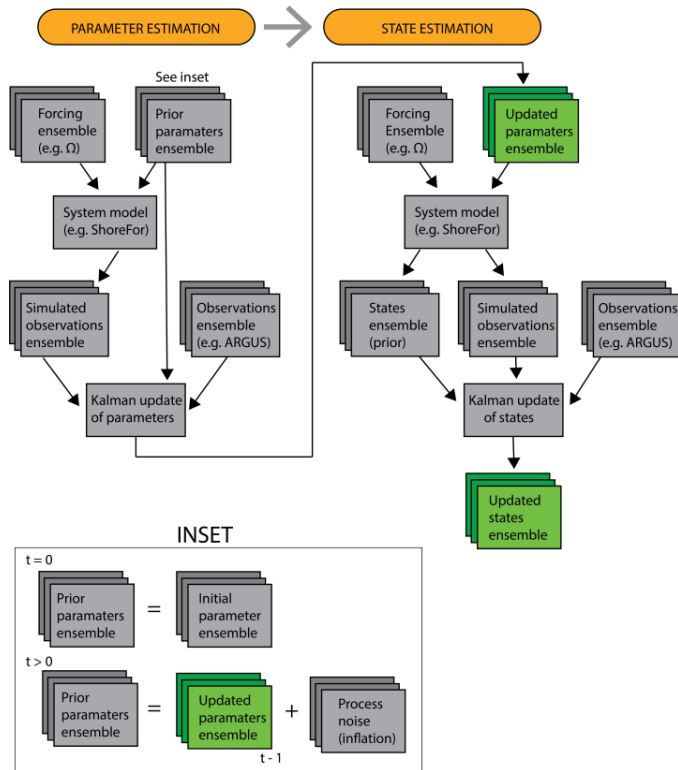 PARAMETER ESTIMATION
STATE ESTIMATION
See inset
Forcing
ensemble
(e.g. Ω)
Prior
paramaters
ensemble
System model
(e.g. ShoreFor)
Simulated
observations
ensemble
Observations
ensemble
(e.g. ARGUS)
Kalman update
of parameters
Forcing
Ensemble
(e.g. Ω)
Updated
paramaters
ensemble
System model
(e.g. ShoreFor)
States
ensemble
(prior)
Simulated
observations
ensemble
Observations
ensemble
(e.g. ARGUS)
Kalman update
of states
Updated
states
ensemble
INSET
t = 0
Prior
paramaters
ensemble
=
Initial
parameter
ensemble
t > 0
Prior
paramaters
ensemble
=
Updated
paramaters
ensemble
t - 1
+
Process
noise
(inflation)